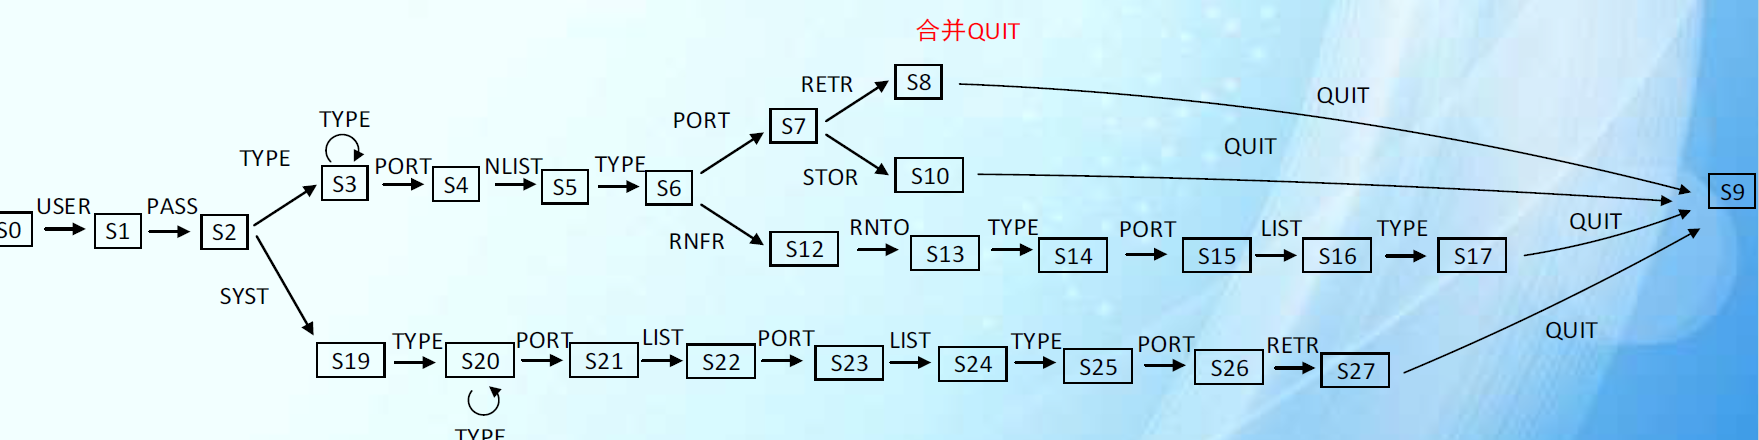 合并QUIT
RETR
S8
QUIT
TYPE
PORT
S7
QUIT
TYPE
PORT
NLIST
TYPE
STOR
S10
S3
S4
S5
S6
S9
USER
PASS
S0
S1
S2
RNFR
S12
RNTO
S13
TYPE
S14
PORT
S15
LIST
S16
TYPE
S17
QUIT
SYST
S19
TYPE
S20
PORT
S21
LIST
S22
PORT
S23
LIST
S24
TYPE
S25
PORT
S26
RETR
S27
QUIT
TYPE